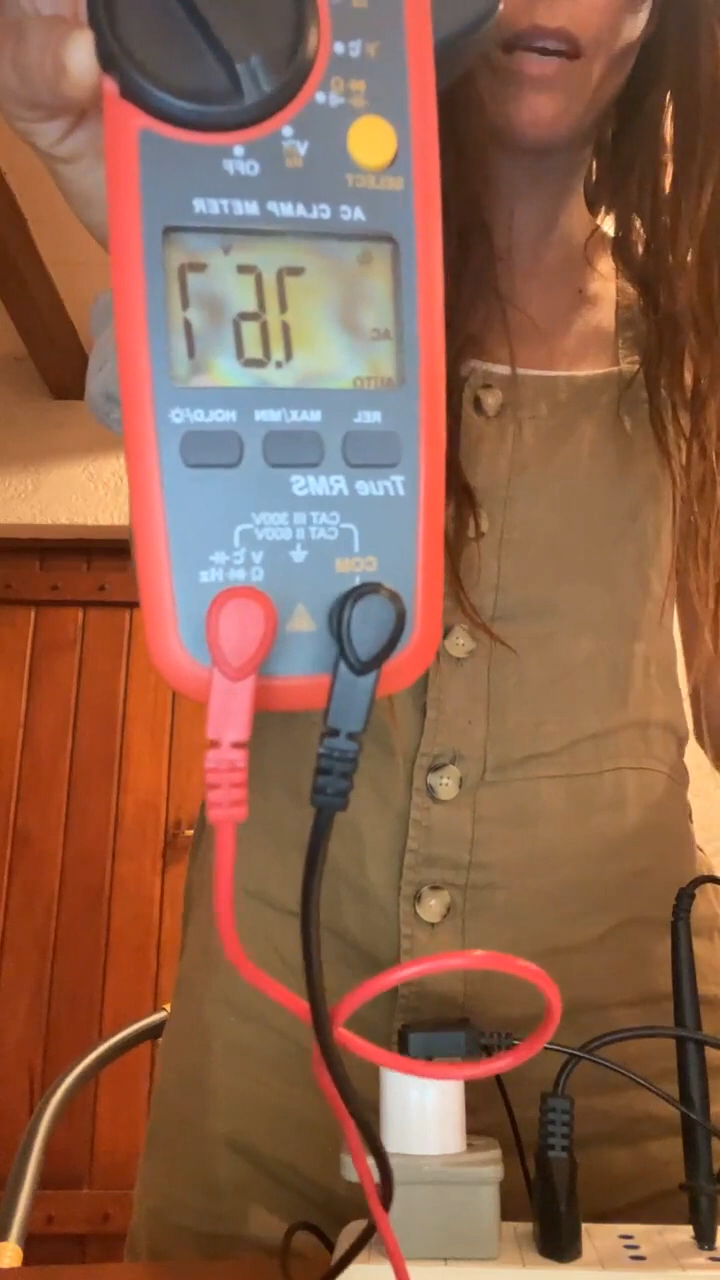 °C
Ω
V
OFF
SELECT
AC CLAMP METER
AC
AUTO
REL MAX/MIN HOLD/
True RMS
CAT III 300V
CAT II 600V
COM
V °C
Ω Hz